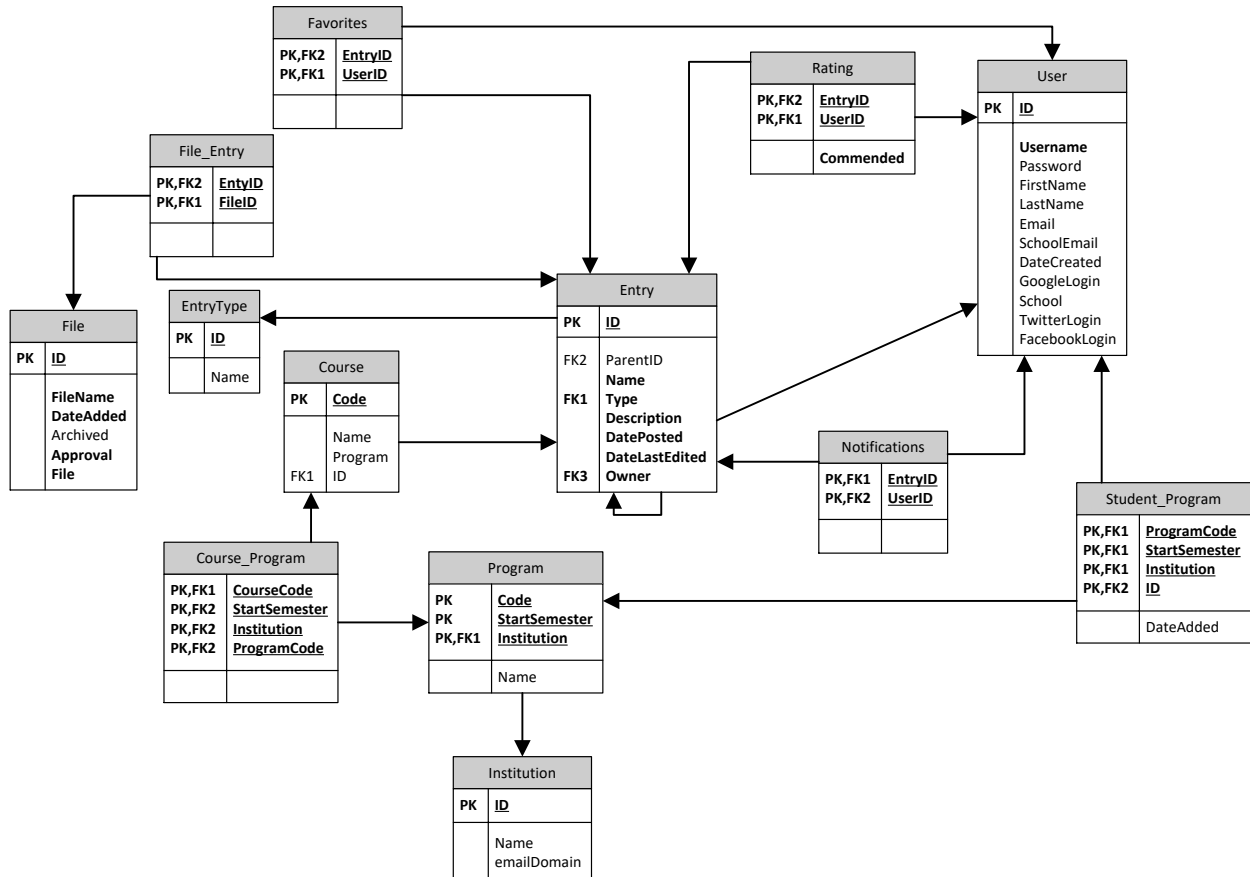 Favorites
PK,FK2 EntryID
PK,FK1 UserID
Rating
PK,FK2 EntryID
PK,FK1 UserID
Commended
User
PK ID
Username
Password
FirstName
LastName
Email
SchoolEmail
DateCreated
GoogleLogin
School
TwitterLogin
FacebookLogin
File_Entry
PK,FK2 EntyID
PK,FK1 FileID
File
PK ID
FileName
DateAdded
Archived
Approval
File
EntryType
PK ID
Name
Entry
PK ID
FK2 ParentID
Name
FK1 Type
Description
DatePosted
DateLastEdited
FK3 Owner
Course
PK Code
Name
Program
FK1 ID
Notifications
PK,FK1 EntryID
PK,FK2 UserID
Student_Program
PK,FK1 ProgramCode
PK,FK1 StartSemester
PK,FK1 Institution
PK,FK2 ID
DateAdded
Course_Program
PK,FK1 CourseCode
PK,FK2 StartSemester
PK,FK2 Institution
PK,FK2 ProgramCode
Program
PK Code
PK StartSemester
PK,FK1 Institution
Name
Institution
PK ID
Name
emailDomain